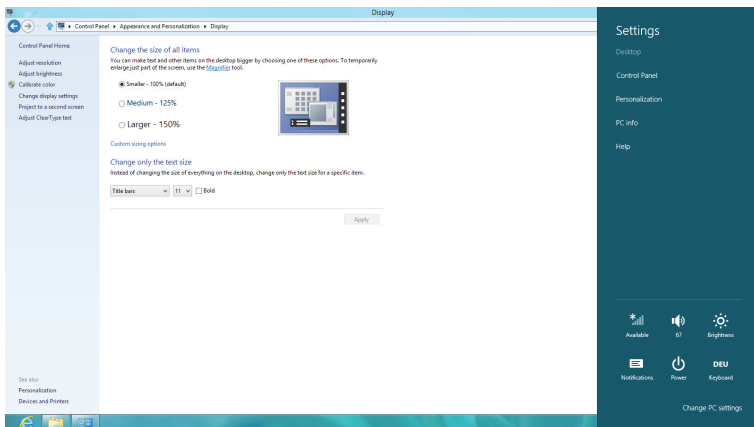 Display
Control Panel ▸ Appearance and Personalization ▸ Display
Control Panel Home
Adjust resolution
Adjust brightness
Calibrate color
Change display settings
Project to a second screen
Adjust ClearType text
See also
Personalization
Devices and Printers
Change the size of all items
You can make text and other items on the desktop bigger by choosing one of these options. To temporarily
enlarge just part of the screen, use the Magnifier tool.
Smaller - 100% (default)
Medium - 125%
Larger - 150%
Custom sizing options
Change only the text size
Instead of changing the size of everything on the desktop, change only the text size for a specific item.
Title bars 11 Bold
Apply
Settings
Desktop
Control Panel
Personalization
PC info
Help
Available 67 Brightness
DEU
Notifications Power Keyboard
Change PC settings